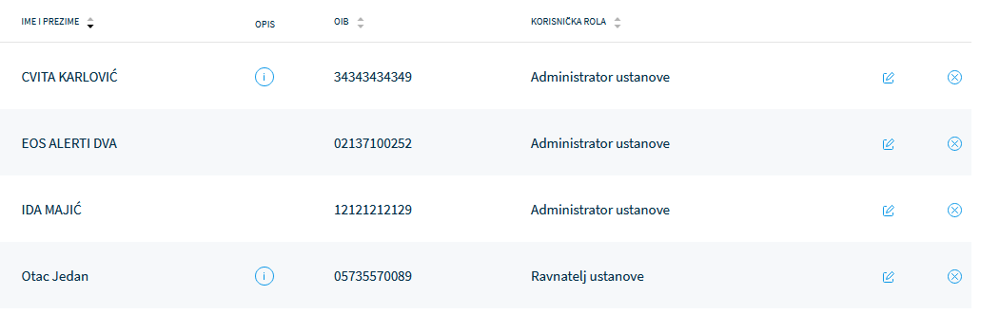 IME I PREZIME OPIS OIB KORISNIČKA ROLA
CVITA KARLOVIĆ i 34343434349 Administrator ustanove
EOS ALERTI DVA 02137100252 Administrator ustanove
IDA MAJIĆ 12121212129 Administrator ustanove
Otac Jedan i 05735570089 Ravnatelj ustanove